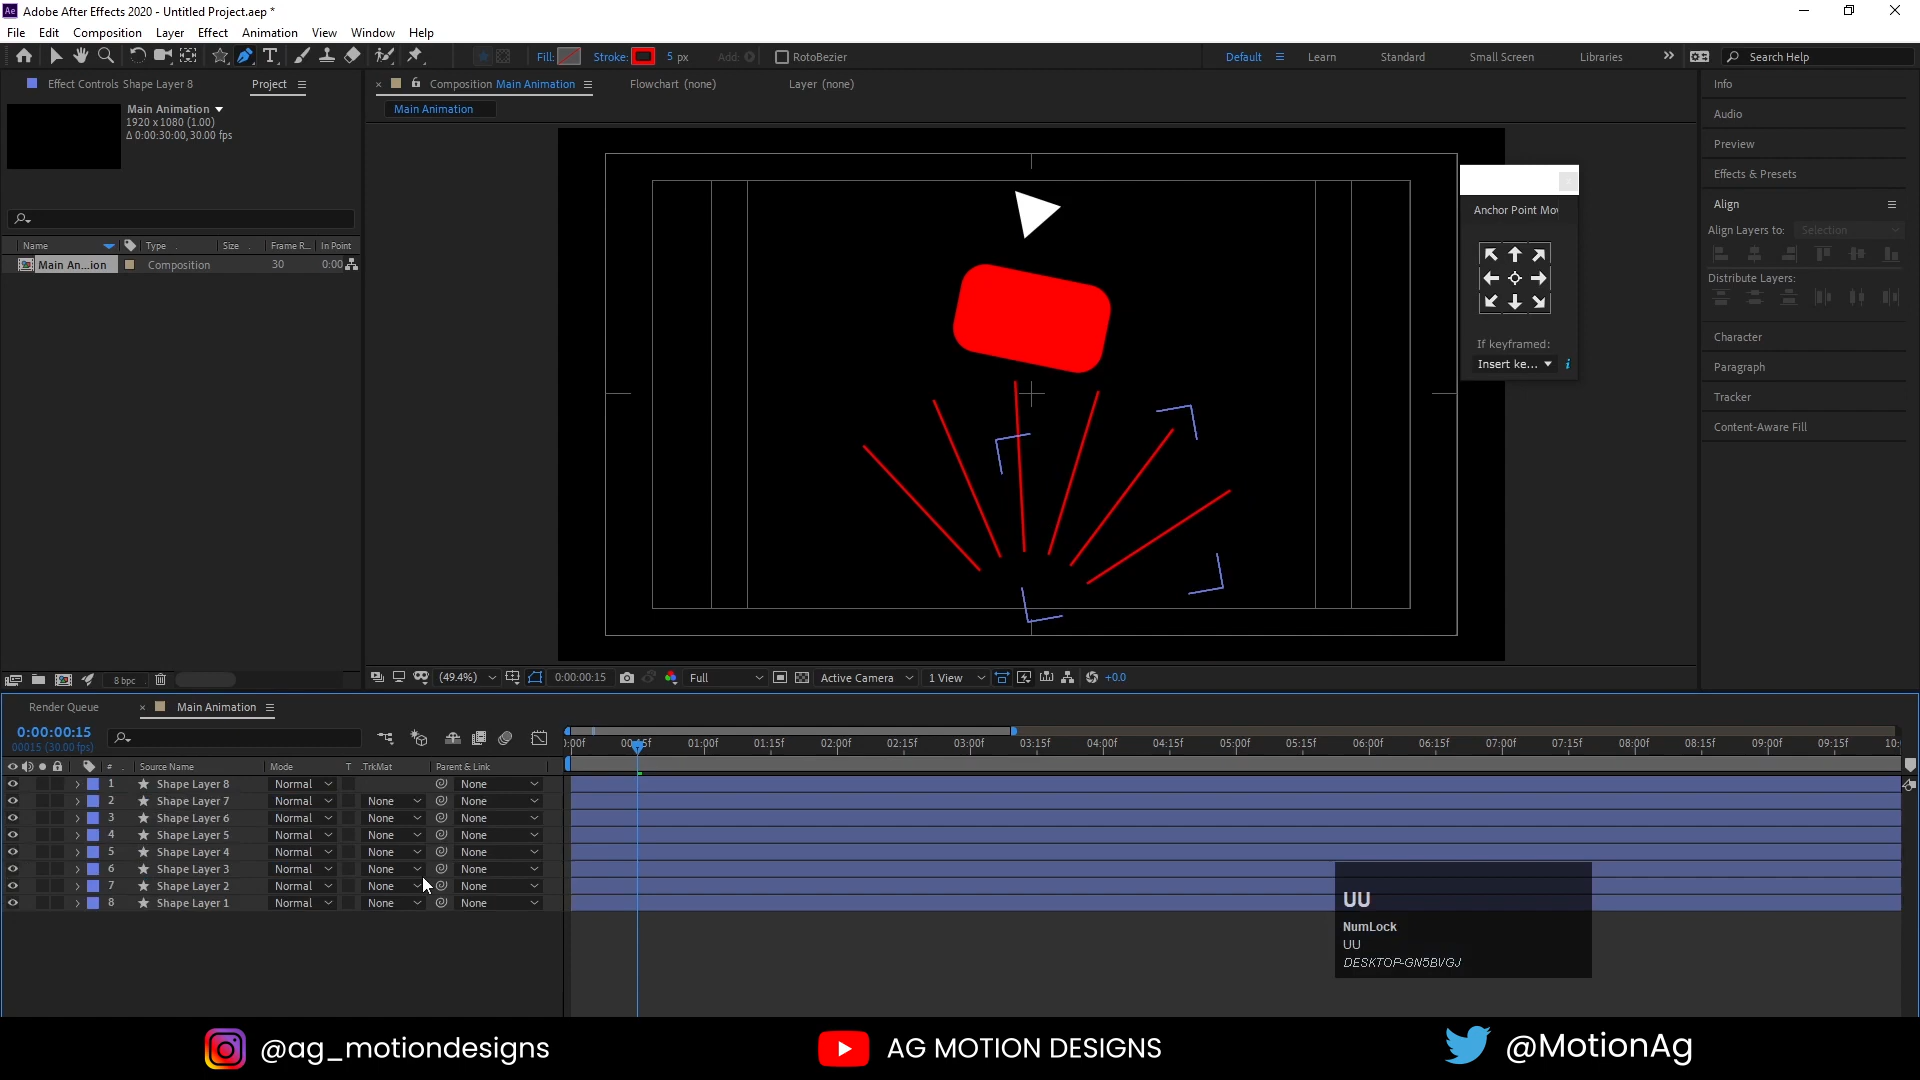 Ae Adobe After Effects 2020 - Untitled Project.aep *
File Edit Composition Layer Effect Animation View Window Help
Fill: Stroke: 5 px Add: RotoBezier Default Learn Standard Small Screen Libraries Search Help
Effect Controls Shape Layer 8 Project
Composition Main Animation Flowchart (none) Layer (none)
Main Animation
Main Animation
1920 x 1080 (1.00)
Δ 0:00:30:00, 30.00 fps
Name Type Size Frame R... In Point
Main An...ion Composition 30 0:00
Info
Audio
Preview
Effects & Presets
Align
Align Layers to: Selection
Distribute Layers:
Character
Paragraph
Tracker
Content-Aware Fill
Anchor Point Mov
If keyframed:
Insert ke...
8 bpc
(49.4%) 0:00:00:15 Full Active Camera 1 View +0.0
Render Queue Main Animation
0:00:00:15
00015 (30.00 fps)
):00f 00:15f 01:00f 01:15f 02:00f 02:15f 03:00f 03:15f 04:00f 04:15f 05:00f 05:15f 06:00f 06:15f 07:00f 07:15f 08:00f 08:15f 09:00f 09:15f 10:
# Source Name Mode T .TrkMat Parent & Link
1 Shape Layer 8 Normal None
2 Shape Layer 7 Normal None None
3 Shape Layer 6 Normal None None
4 Shape Layer 5 Normal None None
5 Shape Layer 4 Normal None None
6 Shape Layer 3 Normal None None
7 Shape Layer 2 Normal None None
8 Shape Layer 1 Normal None None
UU
NumLock
UU
DESKTOP-GN5BVGJ
@ag_motiondesigns
AG MOTION DESIGNS
@MotionAg